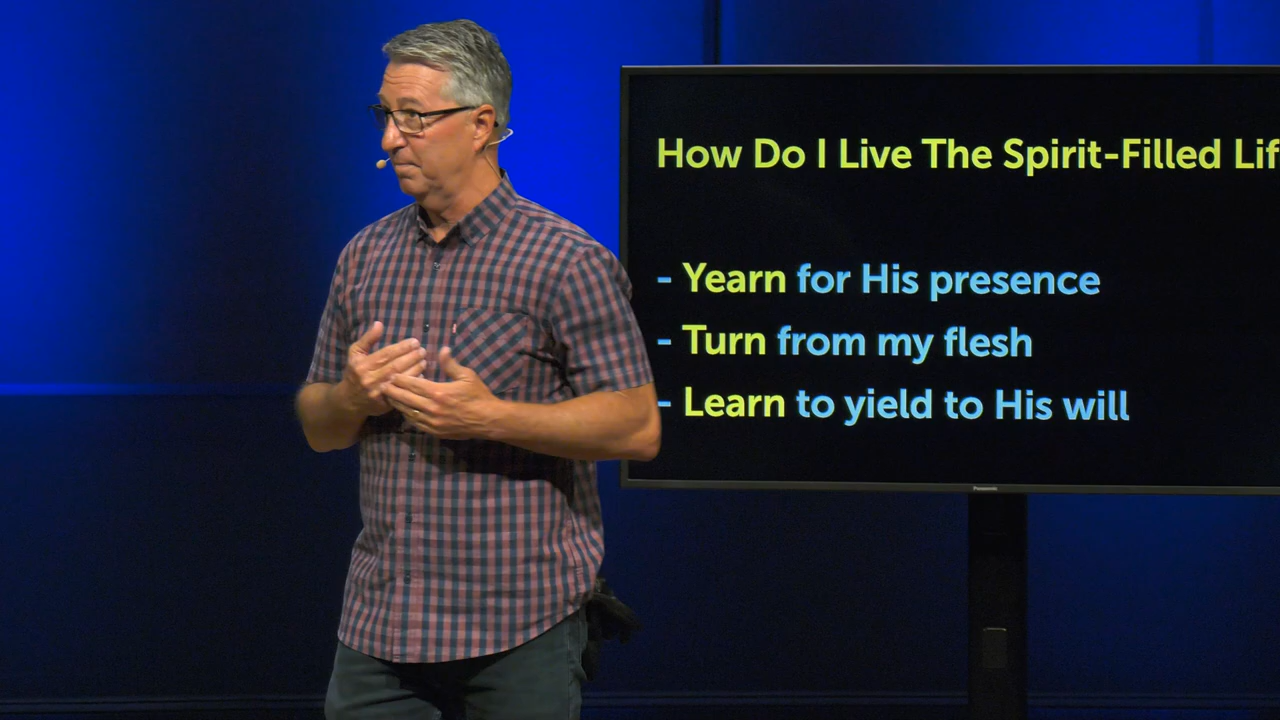 How Do I Live The Spirit-Filled Lif
- Yearn for His presence
- Turn from my flesh
- Learn to yield to His will
Panasonic